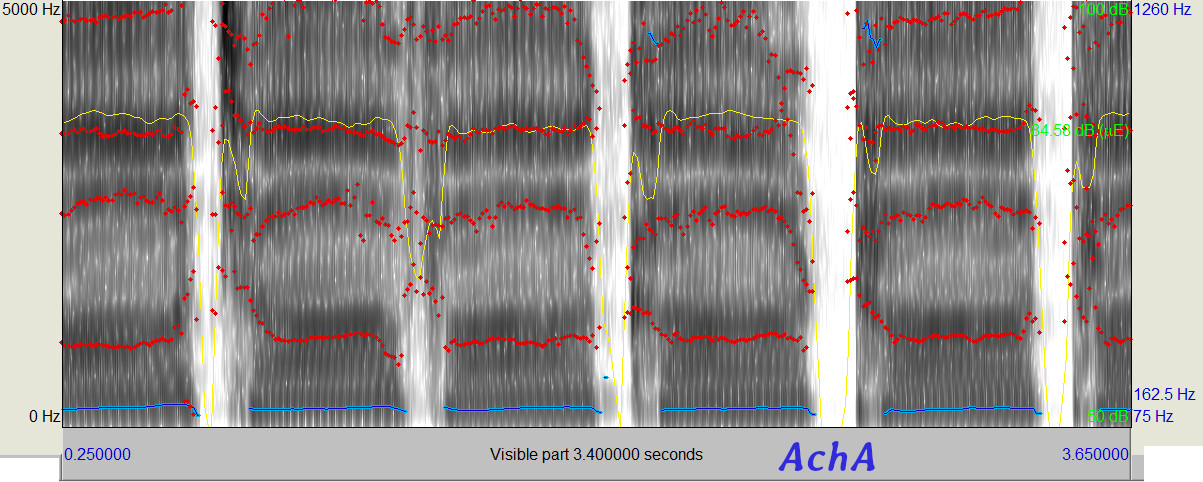 5000 Hz 100 dB 1260 Hz
84.58 dB (µE)
162.5 Hz
0 Hz 50 dB 75 Hz
0.250000 Visible part 3.400000 seconds AchA 3.650000